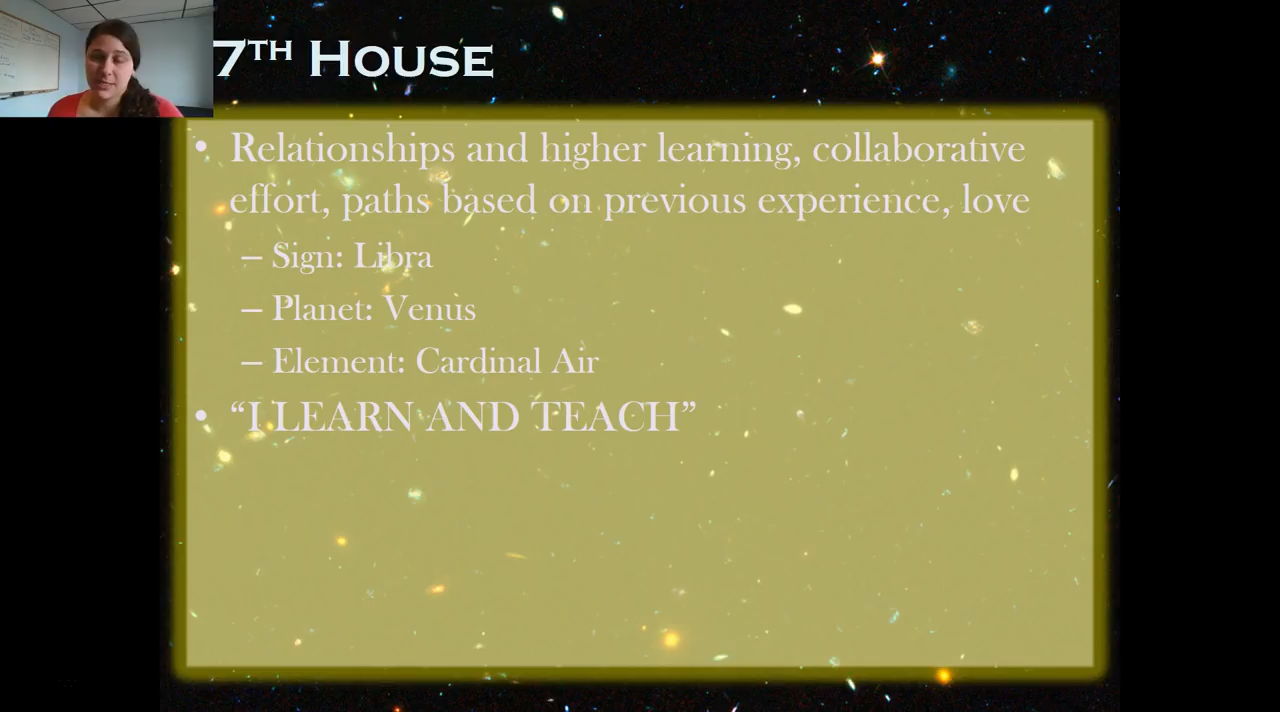 7TH HOUSE
• Relationships and higher learning, collaborative
effort, paths based on previous experience, love
– Sign: Libra
– Planet: Venus
– Element: Cardinal Air
• “I LEARN AND TEACH”